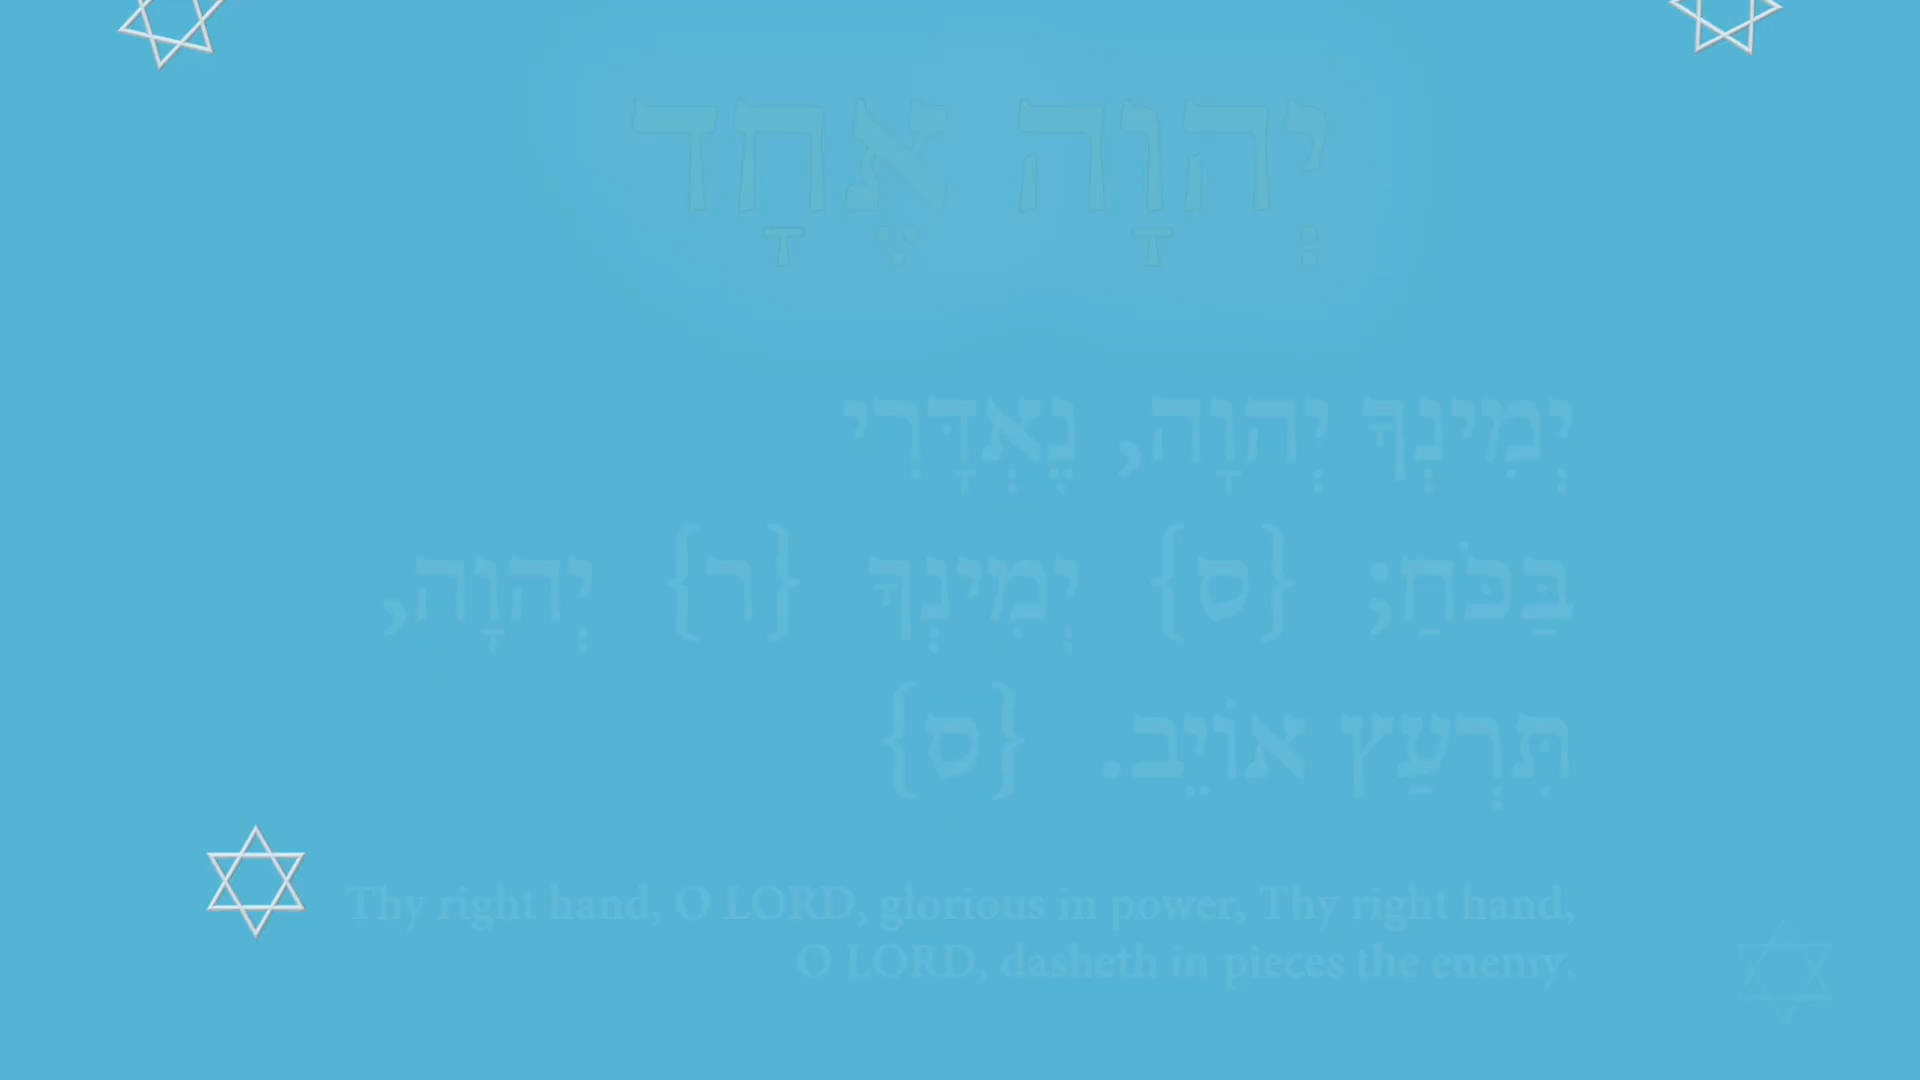 יְהוָה אֶחָד
יְמִינְךָ יְהוָה, נֶאְדָּרִי
בַּכֹּחַ; {ס} יְמִינְךָ {ר} יְהוָה,
תִּרְעַץ אוֹיֵב. {ס}
Thy right hand, O LORD, glorious in power, Thy right hand,
O LORD, dasheth in pieces the enemy.